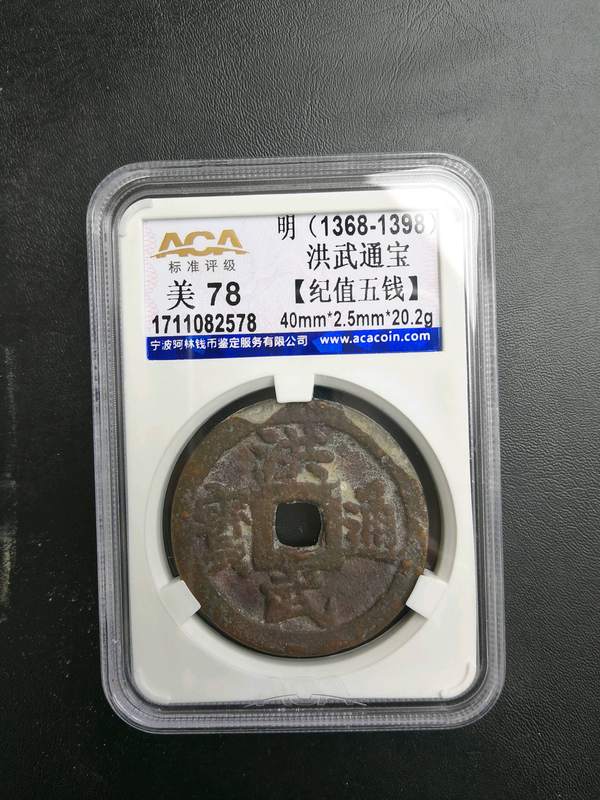 ACA
标准评级
美 78
1711082578
明（1368-1398）
洪武通宝
【纪值五钱】
40mm*2.5mm*20.2g
宁波阿林钱币鉴定服务有限公司 www.acacoin.com
洪武通寶
ACA